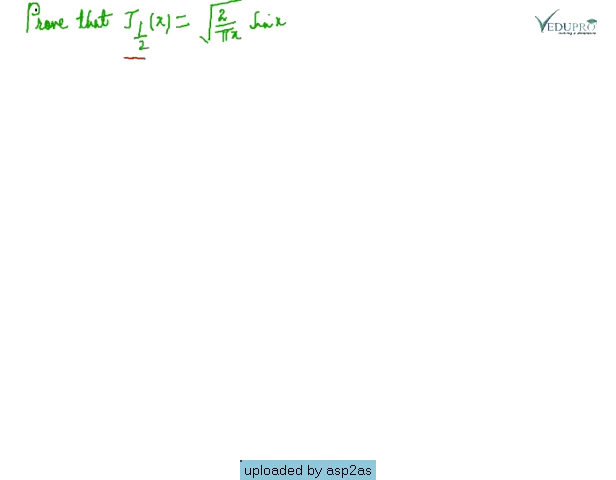 Prove that J_{1/2}(x) = √(2/πx) Sin x
VEDUPRO
uploaded by asp2as